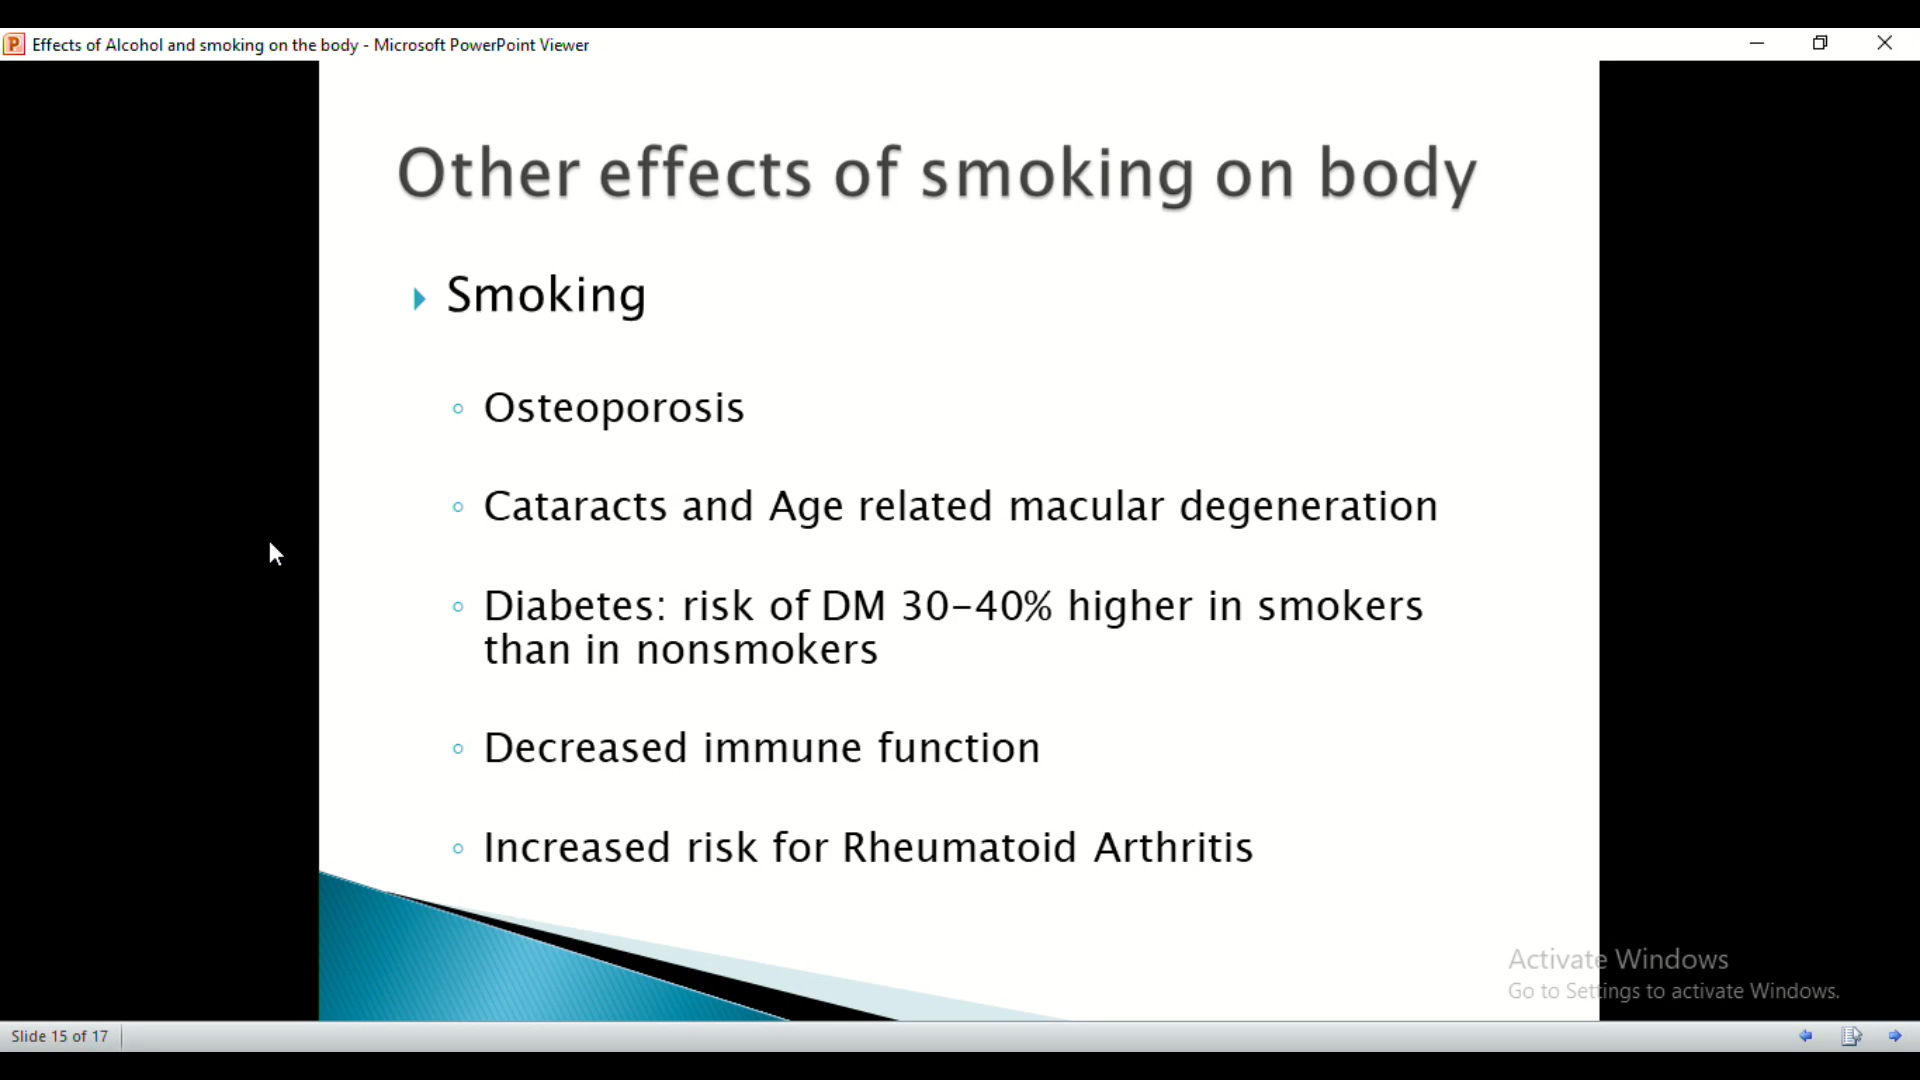 Effects of Alcohol and smoking on the body - Microsoft PowerPoint Viewer
Other effects of smoking on body
Smoking
Osteoporosis
Cataracts and Age related macular degeneration
Diabetes: risk of DM 30-40% higher in smokers
than in nonsmokers
Decreased immune function
Increased risk for Rheumatoid Arthritis
Activate Windows
Go to Settings to activate Windows.
Slide 15 of 17